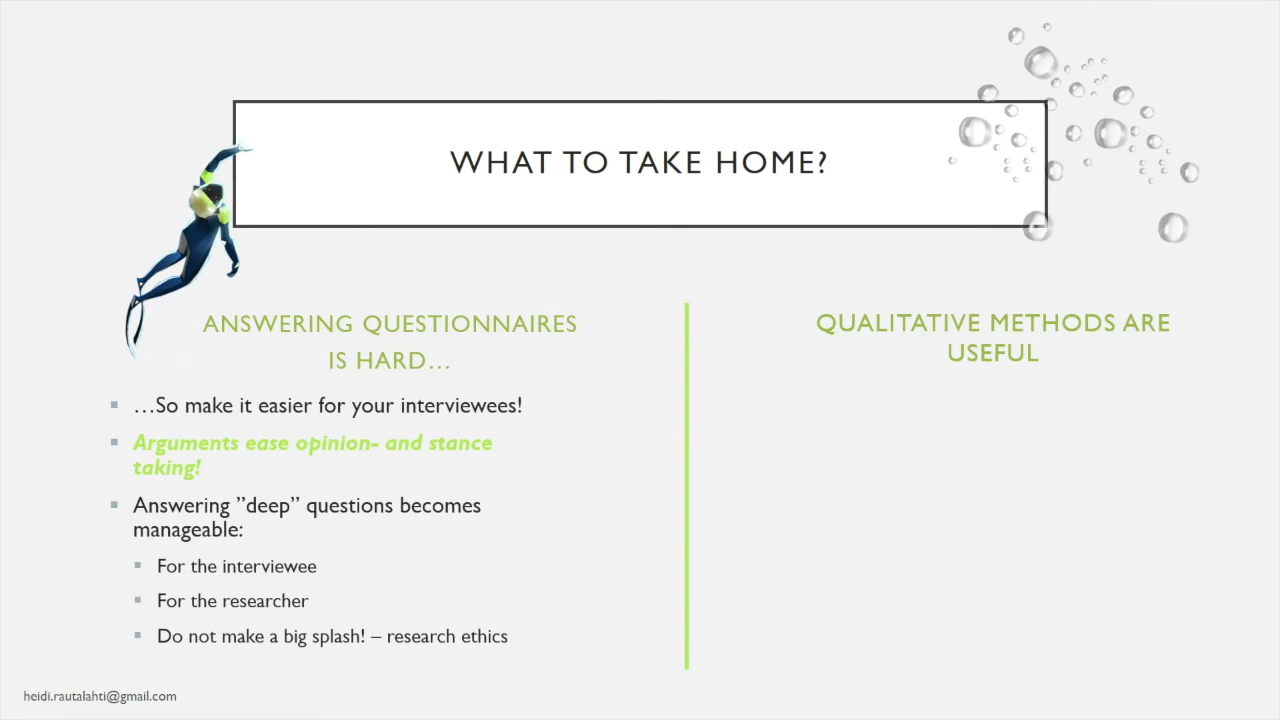 WHAT TO TAKE HOME?
ANSWERING QUESTIONNAIRES
IS HARD…
…So make it easier for your interviewees!
Arguments ease opinion- and stance
taking!
Answering ”deep” questions becomes
manageable:
For the interviewee
For the researcher
Do not make a big splash! – research ethics
QUALITATIVE METHODS ARE
USEFUL
heidi.rautalahti@gmail.com